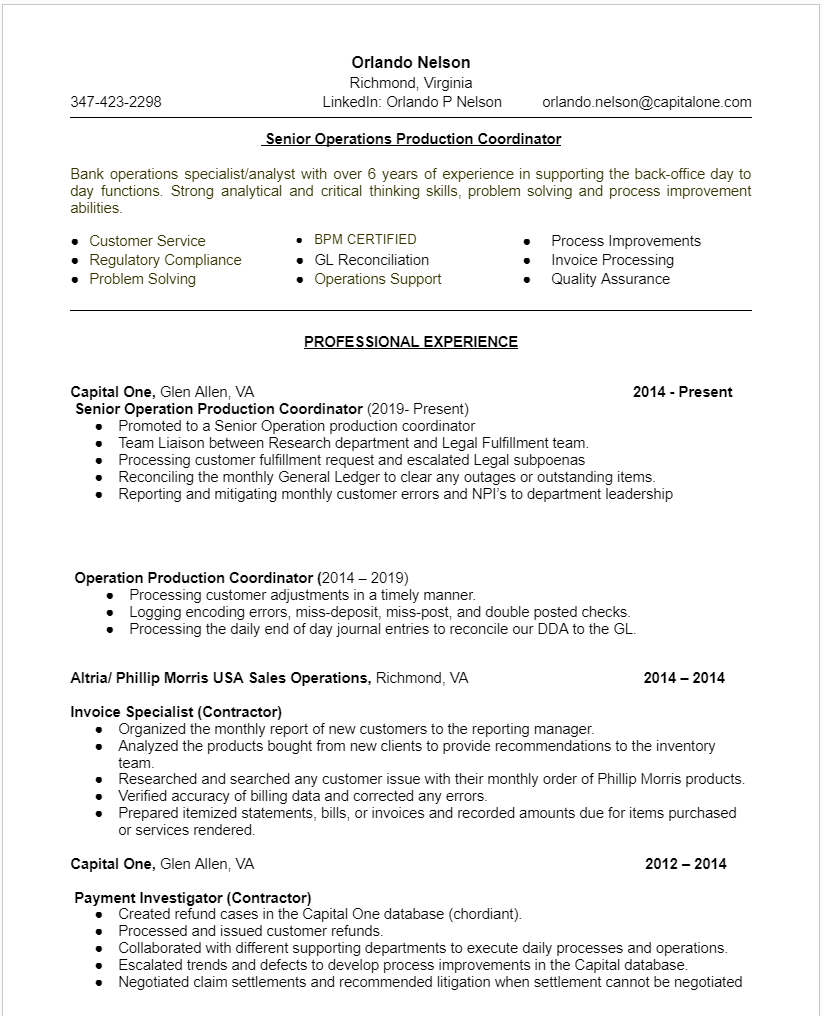 Orlando Nelson
Richmond, Virginia
347-423-2298 LinkedIn: Orlando P Nelson orlando.nelson@capitalone.com
Senior Operations Production Coordinator
Bank operations specialist/analyst with over 6 years of experience in supporting the back-office day to
day functions. Strong analytical and critical thinking skills, problem solving and process improvement
abilities.
● Customer Service ● BPM CERTIFIED ● Process Improvements
● Regulatory Compliance ● GL Reconciliation ● Invoice Processing
● Problem Solving ● Operations Support ● Quality Assurance
PROFESSIONAL EXPERIENCE
Capital One, Glen Allen, VA 2014 - Present
Senior Operation Production Coordinator (2019- Present)
● Promoted to a Senior Operation production coordinator
● Team Liaison between Research department and Legal Fulfillment team.
● Processing customer fulfillment request and escalated Legal subpoenas
● Reconciling the monthly General Ledger to clear any outages or outstanding items.
● Reporting and mitigating monthly customer errors and NPI's to department leadership
Operation Production Coordinator (2014 – 2019)
● Processing customer adjustments in a timely manner.
● Logging encoding errors, miss-deposit, miss-post, and double posted checks.
● Processing the daily end of day journal entries to reconcile our DDA to the GL.
Altria/ Phillip Morris USA Sales Operations, Richmond, VA 2014 – 2014
Invoice Specialist (Contractor)
● Organized the monthly report of new customers to the reporting manager.
● Analyzed the products bought from new clients to provide recommendations to the inventory
team.
● Researched and searched any customer issue with their monthly order of Phillip Morris products.
● Verified accuracy of billing data and corrected any errors.
● Prepared itemized statements, bills, or invoices and recorded amounts due for items purchased
or services rendered.
Capital One, Glen Allen, VA 2012 – 2014
Payment Investigator (Contractor)
● Created refund cases in the Capital One database (chordiant).
● Processed and issued customer refunds.
● Collaborated with different supporting departments to execute daily processes and operations.
● Escalated trends and defects to develop process improvements in the Capital database.
● Negotiated claim settlements and recommended litigation when settlement cannot be negotiated